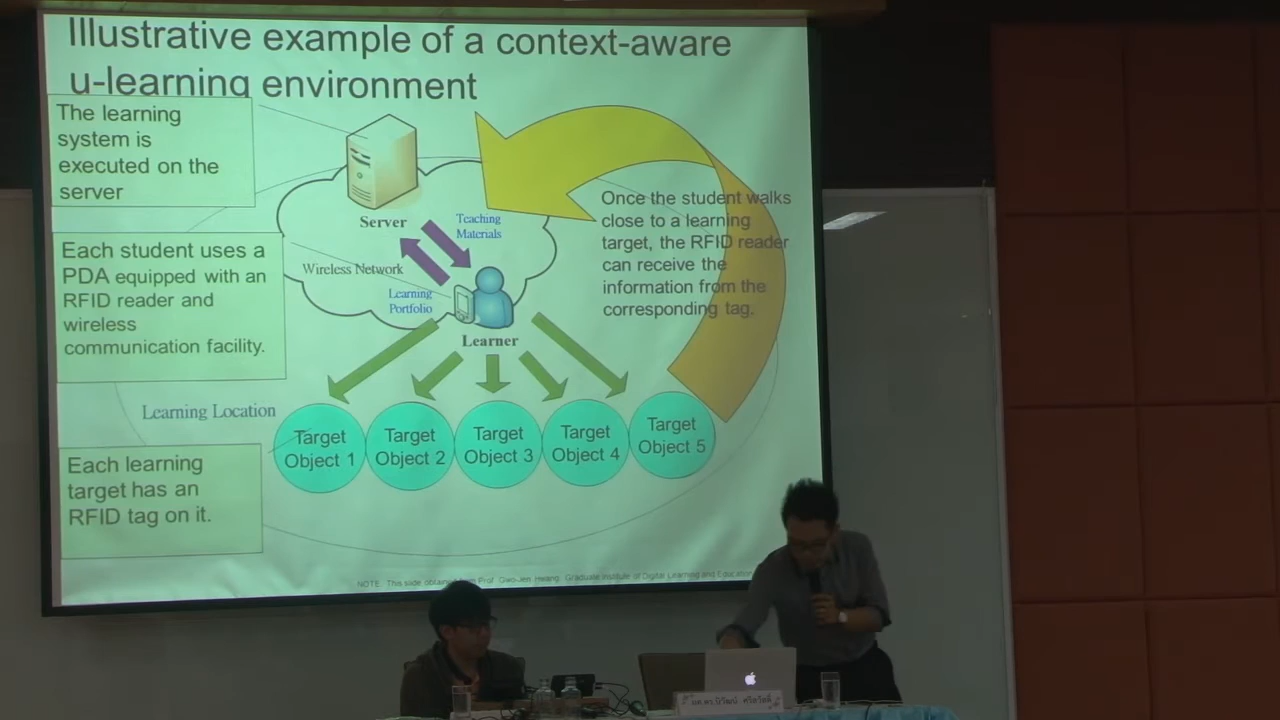 Illustrative example of a context-aware
u-learning environment
The learning
system is
executed on the
server
Server
Teaching
Materials
Once the student walks
close to a learning
target, the RFID reader
can receive the
information from the
corresponding tag.
Each student uses a
PDA equipped with an
RFID reader and
wireless
communication facility.
Wireless Network
Learning
Portfolio
Learner
Learning Location
Target
Object 1
Target
Object 2
Target
Object 3
Target
Object 4
Target
Object 5
Each learning
target has an
RFID tag on it.
NOTE: This slide obtained from Prof. Gwo-Jen Hwang, Graduate Institute of Digital Learning and